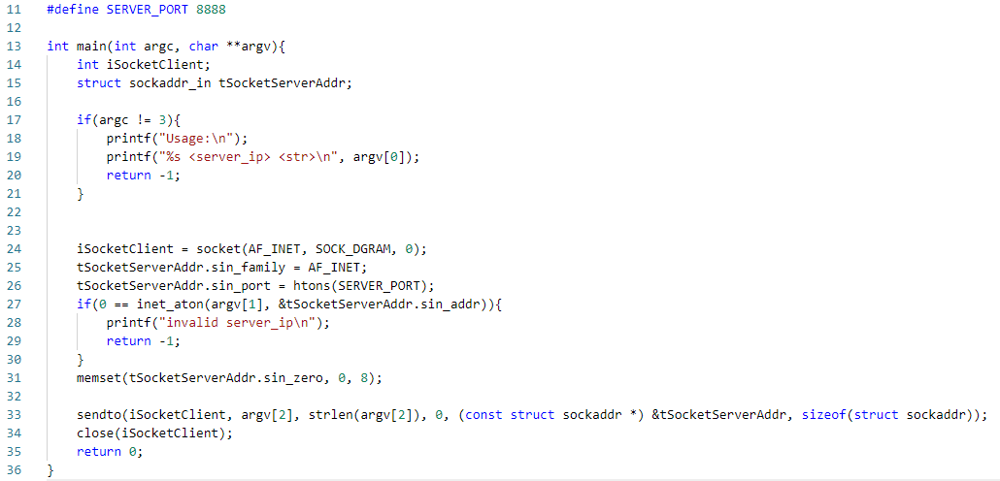 11 #define SERVER_PORT 8888
12
13 int main(int argc, char **argv){
14     int iSocketClient;
15     struct sockaddr_in tSocketServerAddr;
16
17     if(argc != 3){
18         printf("Usage:\n");
19         printf("%s <server_ip> <str>\n", argv[0]);
20         return -1;
21     }
22
23
24     iSocketClient = socket(AF_INET, SOCK_DGRAM, 0);
25     tSocketServerAddr.sin_family = AF_INET;
26     tSocketServerAddr.sin_port = htons(SERVER_PORT);
27     if(0 == inet_aton(argv[1], &tSocketServerAddr.sin_addr)){
28         printf("invalid server_ip\n");
29         return -1;
30     }
31     memset(tSocketServerAddr.sin_zero, 0, 8);
32
33     sendto(iSocketClient, argv[2], strlen(argv[2]), 0, (const struct sockaddr *) &tSocketServerAddr, sizeof(struct sockaddr));
34     close(iSocketClient);
35     return 0;
36 }